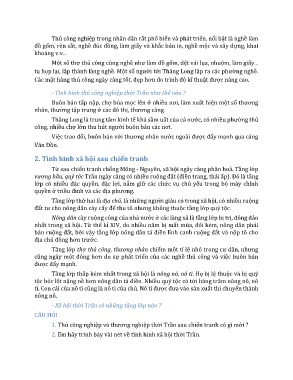 Thủ công nghiệp trong nhân dân rất phổ biến và phát triển, nổi bật là nghề làm
đồ gốm, rèn sắt, nghề đúc đồng, làm giấy và khắc bản in, nghề mộc và xây dựng, khai
khoáng v.v...
Một số thợ thủ công cùng nghề như làm đồ gốm, dệt vải lụa, nhuộm, làm giấy...
tụ họp lại, lập thành làng nghề. Một số người tới Thăng Long lập ra các phường nghề.
Các mặt hàng thủ công ngày càng tốt, đẹp hơn do trình độ kĩ thuật được nâng cao.
- Tình hình thủ công nghiệp thời Trần như thế nào ?
Buôn bán tấp nập, chợ búa mọc lên ở nhiều nơi, làm xuất hiện một số thương
nhân, thường tập trung ở các đô thị, thương cảng.
Thăng Long là trung tâm kinh tế khá sầm uất của cả nước, có nhiều phường thủ
công, nhiều chợ lớn thu hút người buôn bán các nơi.
Việc trao đổi, buôn bán với thương nhân nước ngoài được đẩy mạnh qua cảng
Vân Đồn.
2. Tình hình xã hội sau chiến tranh
Từ sau chiến tranh chống Mông - Nguyên, xã hội ngày càng phân hoá. Tầng lớp
vương hầu, quý tộc Trần ngày càng có nhiều ruộng đất (điền trang, thái ấp). Đó là tầng
lớp có nhiều đặc quyền, đặc lợi, nắm giữ các chức vụ chủ yếu trong bộ máy chính
quyền ở triều đình và các địa phương.
Tầng lớp thứ hai là địa chủ, là những người giàu có trong xã hội, có nhiều ruộng
đất tư cho nông dân cày cấy để thu tô nhưng không thuộc tầng lớp quý tộc.
Nông dân cày ruộng công của nhà nước ở các làng xã là tầng lớp bị trị, đông đảo
nhất trong xã hội. Từ thế kỉ XIV, do nhiều năm bị mất mùa, đói kém, nông dân phải
bán ruộng đất, bởi vậy tầng lớp nông dân tá điền lĩnh canh ruộng đất và nộp tô cho
địa chủ đông hơn trước.
Tầng lớp thợ thủ công, thương nhân chiếm một tỉ lệ nhỏ trong cư dân, nhưng
cũng ngày một đông hơn do sự phát triển của các nghề thủ công và việc buôn bán
được đẩy mạnh.
Tầng lớp thấp kém nhất trong xã hội là nông nô, nô tì. Họ bị lệ thuộc và bị quý
tộc bóc lột nặng nề hơn nông dân tá điền. Nhiều quý tộc có tới hàng trăm nông nô, nô
tì. Con cái của nô tì cũng là nô tì của chủ. Nô tì được đưa vào sản xuất thì chuyển thành
nông nô.
- Xã hội thời Trần có những tầng lớp nào ?
CÂU HỎI
1. Thủ công nghiệp và thương nghiệp thời Trần sau chiến tranh có gì mới ?
2. Em hãy trình bày vài nét về tình hình xã hội thời Trần.